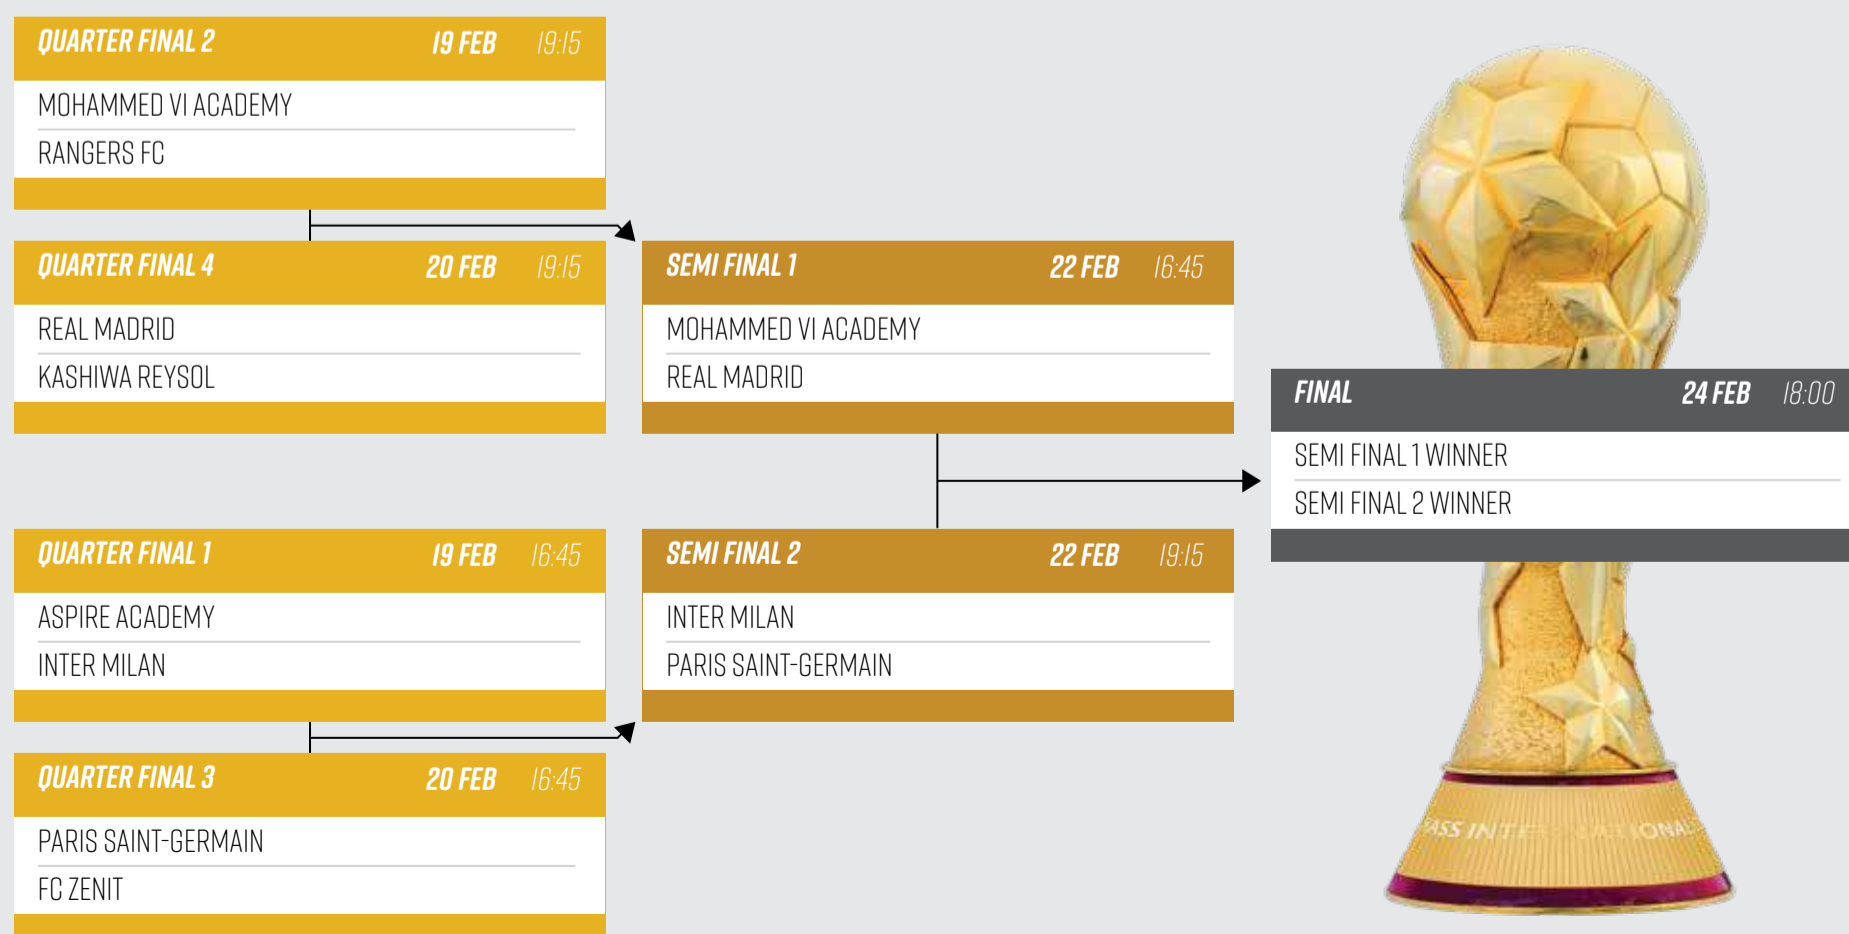 QUARTER FINAL 2 19 FEB 19:15
MOHAMMED VI ACADEMY
RANGERS FC
QUARTER FINAL 4 20 FEB 19:15
REAL MADRID
KASHIWA REYSOL
SEMI FINAL 1 22 FEB 16:45
MOHAMMED VI ACADEMY
REAL MADRID
FINAL 24 FEB 18:00
SEMI FINAL 1 WINNER
SEMI FINAL 2 WINNER
QUARTER FINAL 1 19 FEB 16:45
ASPIRE ACADEMY
INTER MILAN
SEMI FINAL 2 22 FEB 19:15
INTER MILAN
PARIS SAINT-GERMAIN
QUARTER FINAL 3 20 FEB 16:45
PARIS SAINT-GERMAIN
FC ZENIT